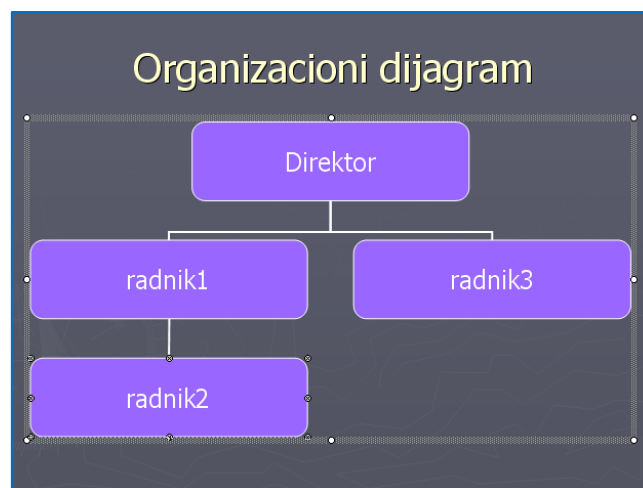 Organizacioni dijagram
Direktor
radnik1
radnik3
radnik2